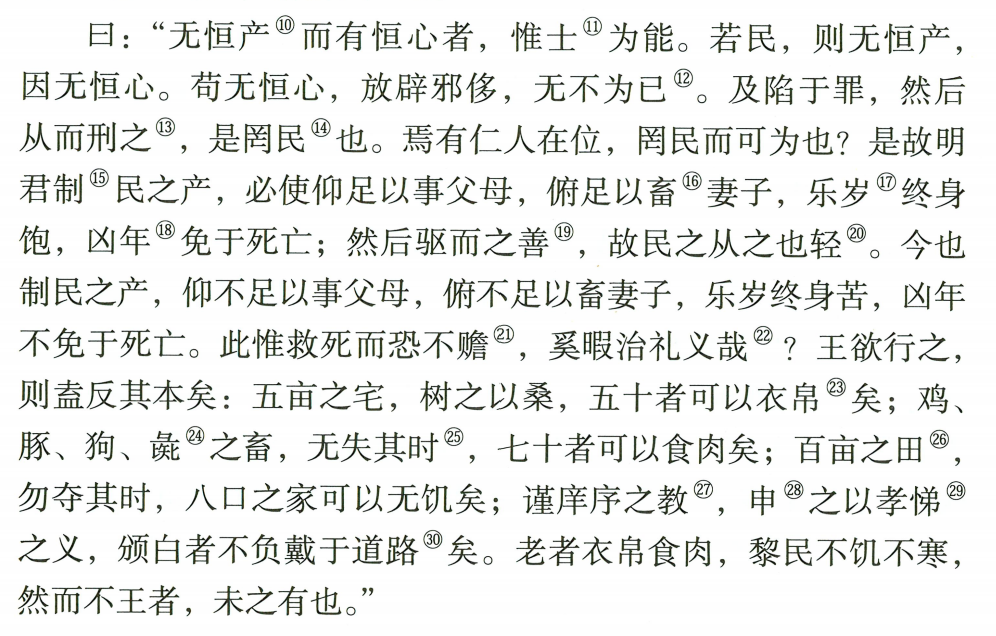 曰：“无恒产⑩而有恒心者，惟士⑪为能。若民，则无恒产，
因无恒心。苟无恒心，放辟邪侈，无不为已⑫。及陷于罪，然后
从而刑之⑬，是罔民⑭也。焉有仁人在位，罔民而可为也？是故明
君制⑮民之产，必使仰足以事父母，俯足以畜⑯妻子，乐岁⑰终身
饱，凶年⑱免于死亡；然后驱而之善⑲，故民之从之也轻⑳。今也
制民之产，仰不足以事父母，俯不足以畜妻子，乐岁终身苦，凶年
不免于死亡。此惟救死而恐不赡㉑，奚暇治礼义哉㉒？王欲行之，
则盍反其本矣：五亩之宅，树之以桑，五十者可以衣帛㉓矣；鸡、
豚、狗、彘㉔之畜，无失其时㉕，七十者可以食肉矣；百亩之田㉖，
勿夺其时，八口之家可以无饥矣；谨庠序之教㉗，申㉘之以孝悌㉙
之义，颁白者不负戴于道路㉚矣。老者衣帛食肉，黎民不饥不寒，
然而不王者，未之有也。”